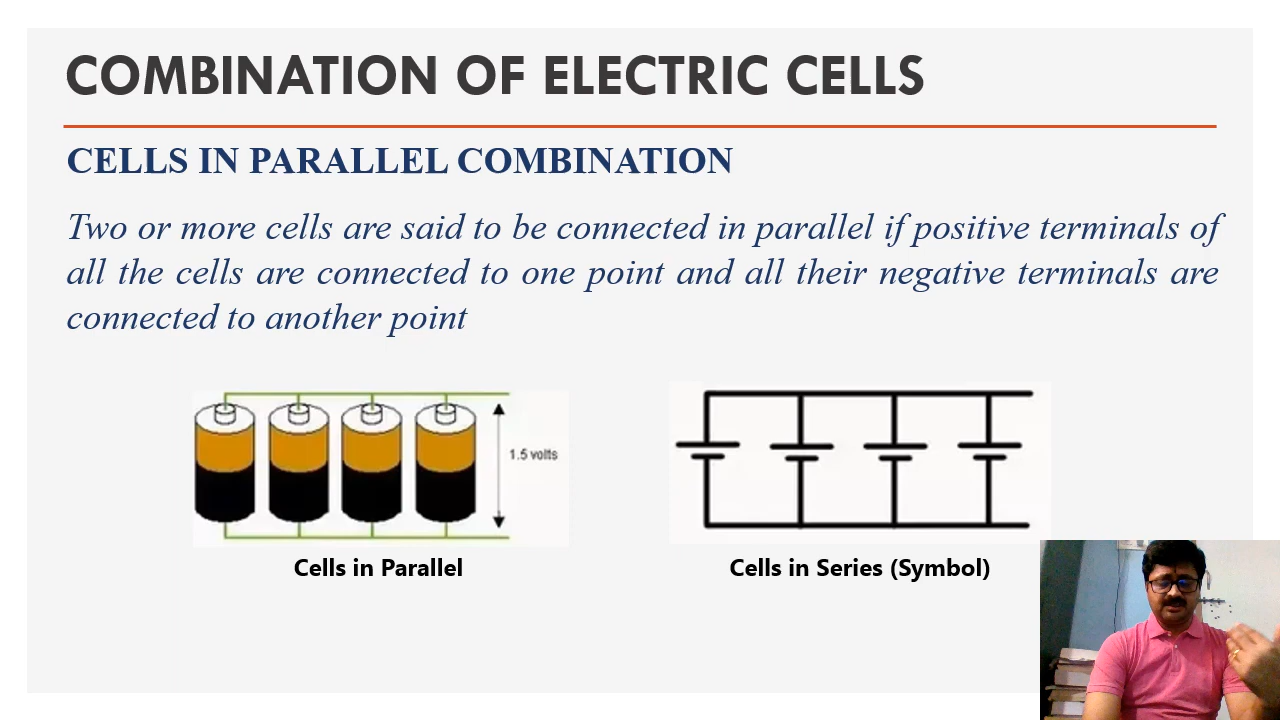 COMBINATION OF ELECTRIC CELLS
CELLS IN PARALLEL COMBINATION
Two or more cells are said to be connected in parallel if positive terminals of
all the cells are connected to one point and all their negative terminals are
connected to another point
1.5 volts
Cells in Parallel
Cells in Series (Symbol)